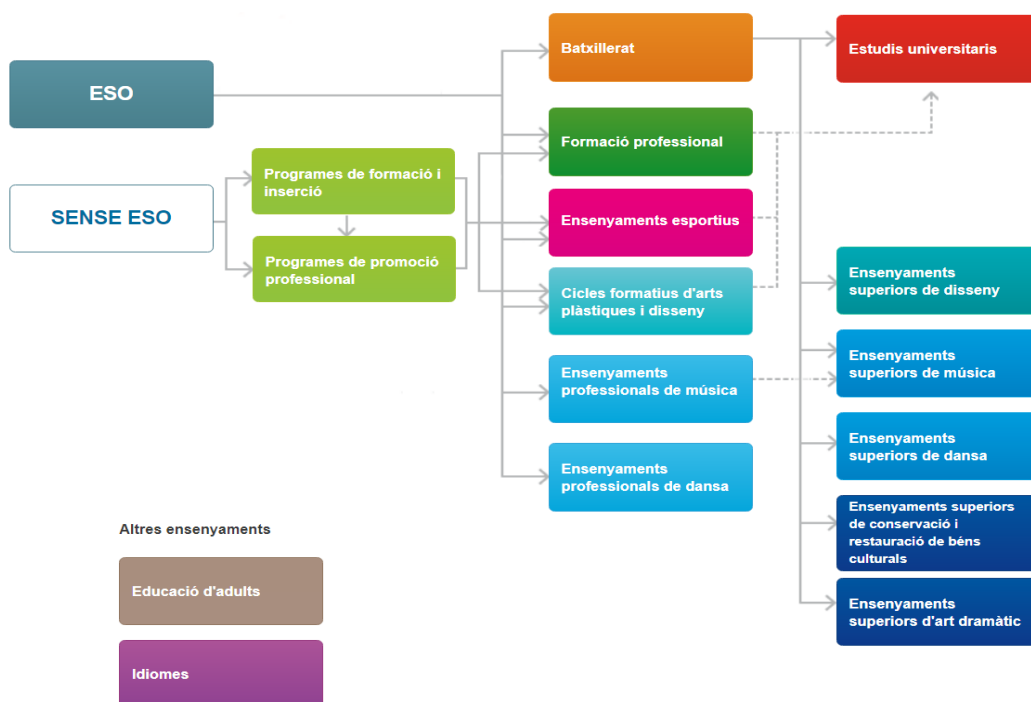 ESO
SENSE ESO
Programes de formació i
inserció
Programes de promoció
professional
Batxillerat
Formació professional
Ensenyaments esportius
Cicles formatius d'arts
plàstiques i disseny
Ensenyaments
professionals de música
Ensenyaments
professionals de dansa
Estudis universitaris
Ensenyaments
superiors de disseny
Ensenyaments
superiors de música
Ensenyaments
superiors de dansa
Ensenyaments superiors
de conservació i
restauració de béns
culturals
Ensenyaments
superiors d'art dramàtic
Altres ensenyaments
Educació d'adults
Idiomes